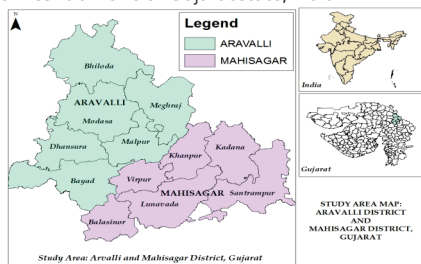 N
Legend
ARAVALLI
MAHISAGAR
Bhiloda
ARAVALLI
Meghraj
Modasa
Dhansura
Malpur
Bayad
Khanpur
Kadana
Virpur
MAHISAGAR
Santrampur
Lunavada
Balasinor
Study Area: Arvalli and Mahisagar District, Gujarat
India
Gujarat
STUDY AREA MAP:
ARAVALLI DISTRICT
AND
MAHISAGAR DISTRICT,
GUJARAT